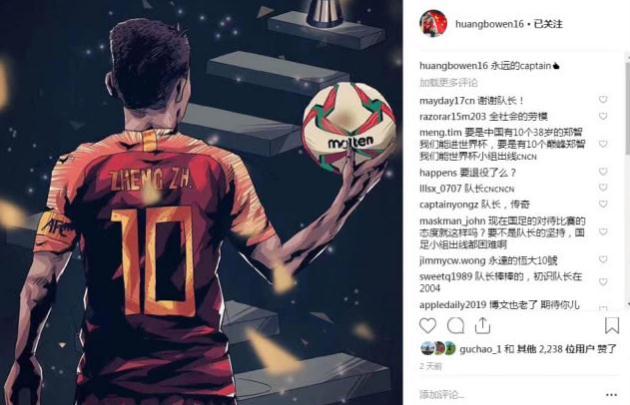 huangbowen16 • 已关注
huangbowen16 永远的captain
加载更多评论
mayday17cn 谢谢队长！
razorar15m203 全社会的劳模
meng.tim 要是中国有10个38岁的郑智
我们能进世界杯，要是有10个巅峰郑智
我们能世界杯小组出线CNCN
happens 要退役了么？
lllsx_0707 队长CNCNCN
captainyongz 队长，传奇
maskman_john 现在国足的对待比赛的
态度就这样吗？要不是队长的坚持，国
足小组出线都困难啊
jimmycw.wong 永遠的恆大10號
sweetq1989 队长棒棒的，初识队长在
2004
appledaily2019 博文也老了 期待你儿
guchao_1 和 其他 2,238 位用户 赞了
2 天前
添加评论...
molten
ZHENG ZH.
10